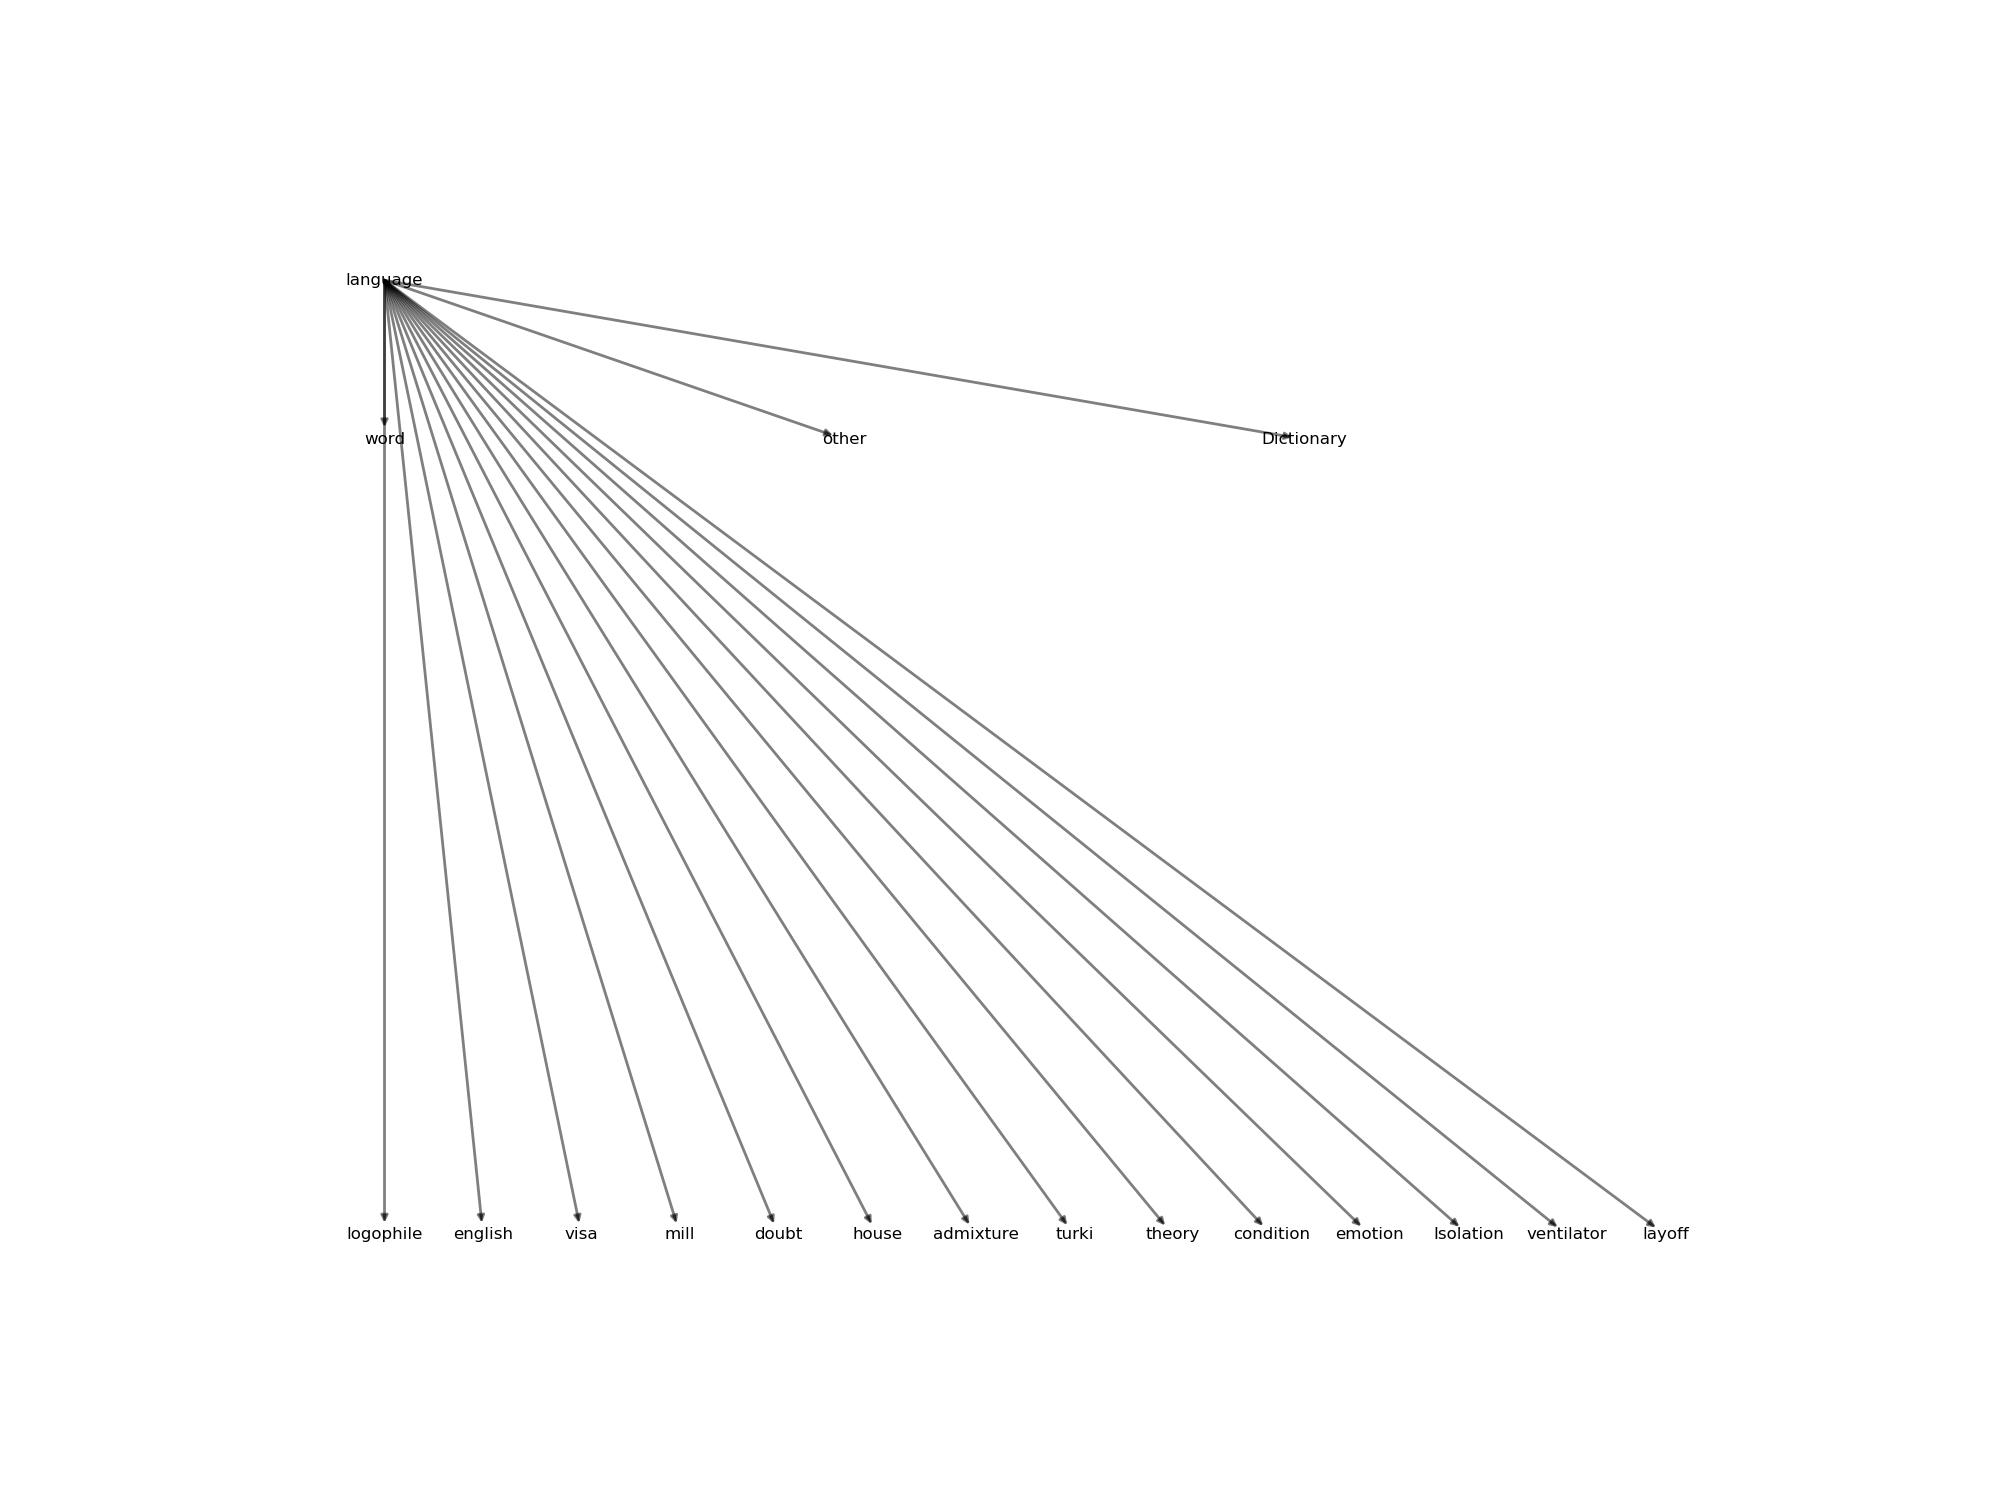 language
word other Dictionary
logophile english visa mill doubt house admixture turki theory condition emotion Isolation ventilator layoff